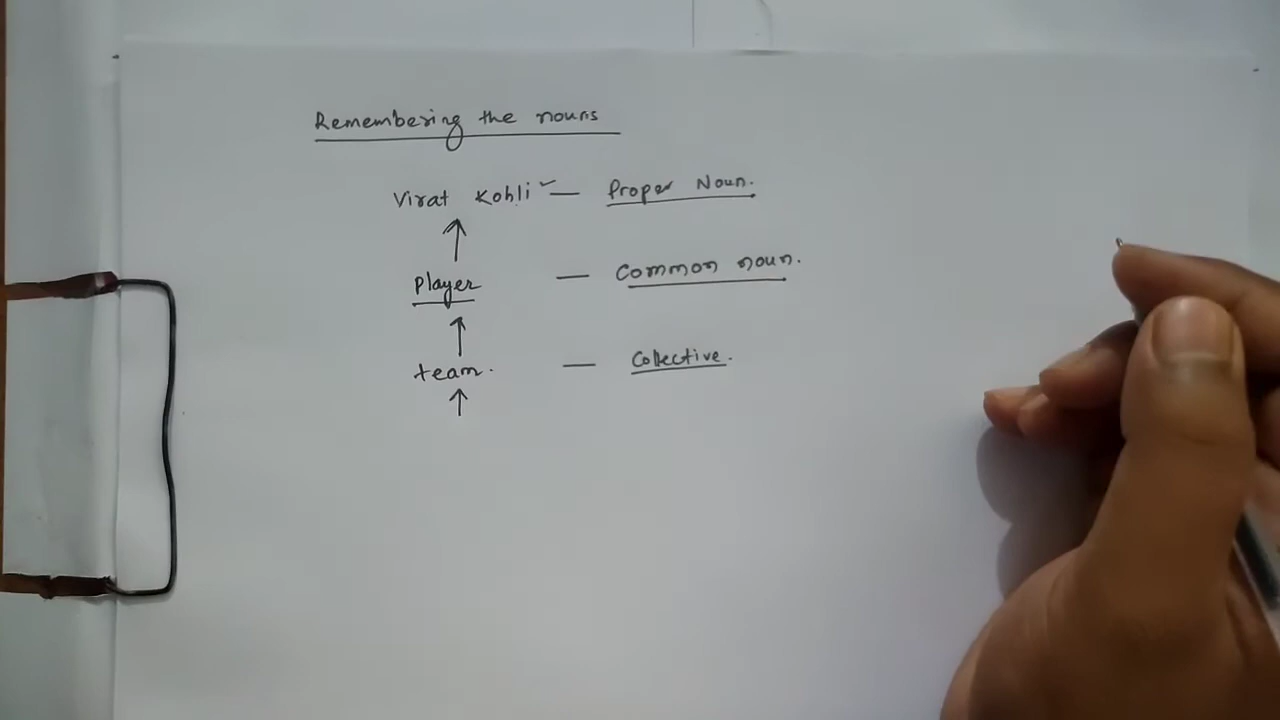 Remembering the nouns
Virat Kohli ✓ — Proper Noun.
↑
Player — Common noun.
↑
team. — Collective.
↑